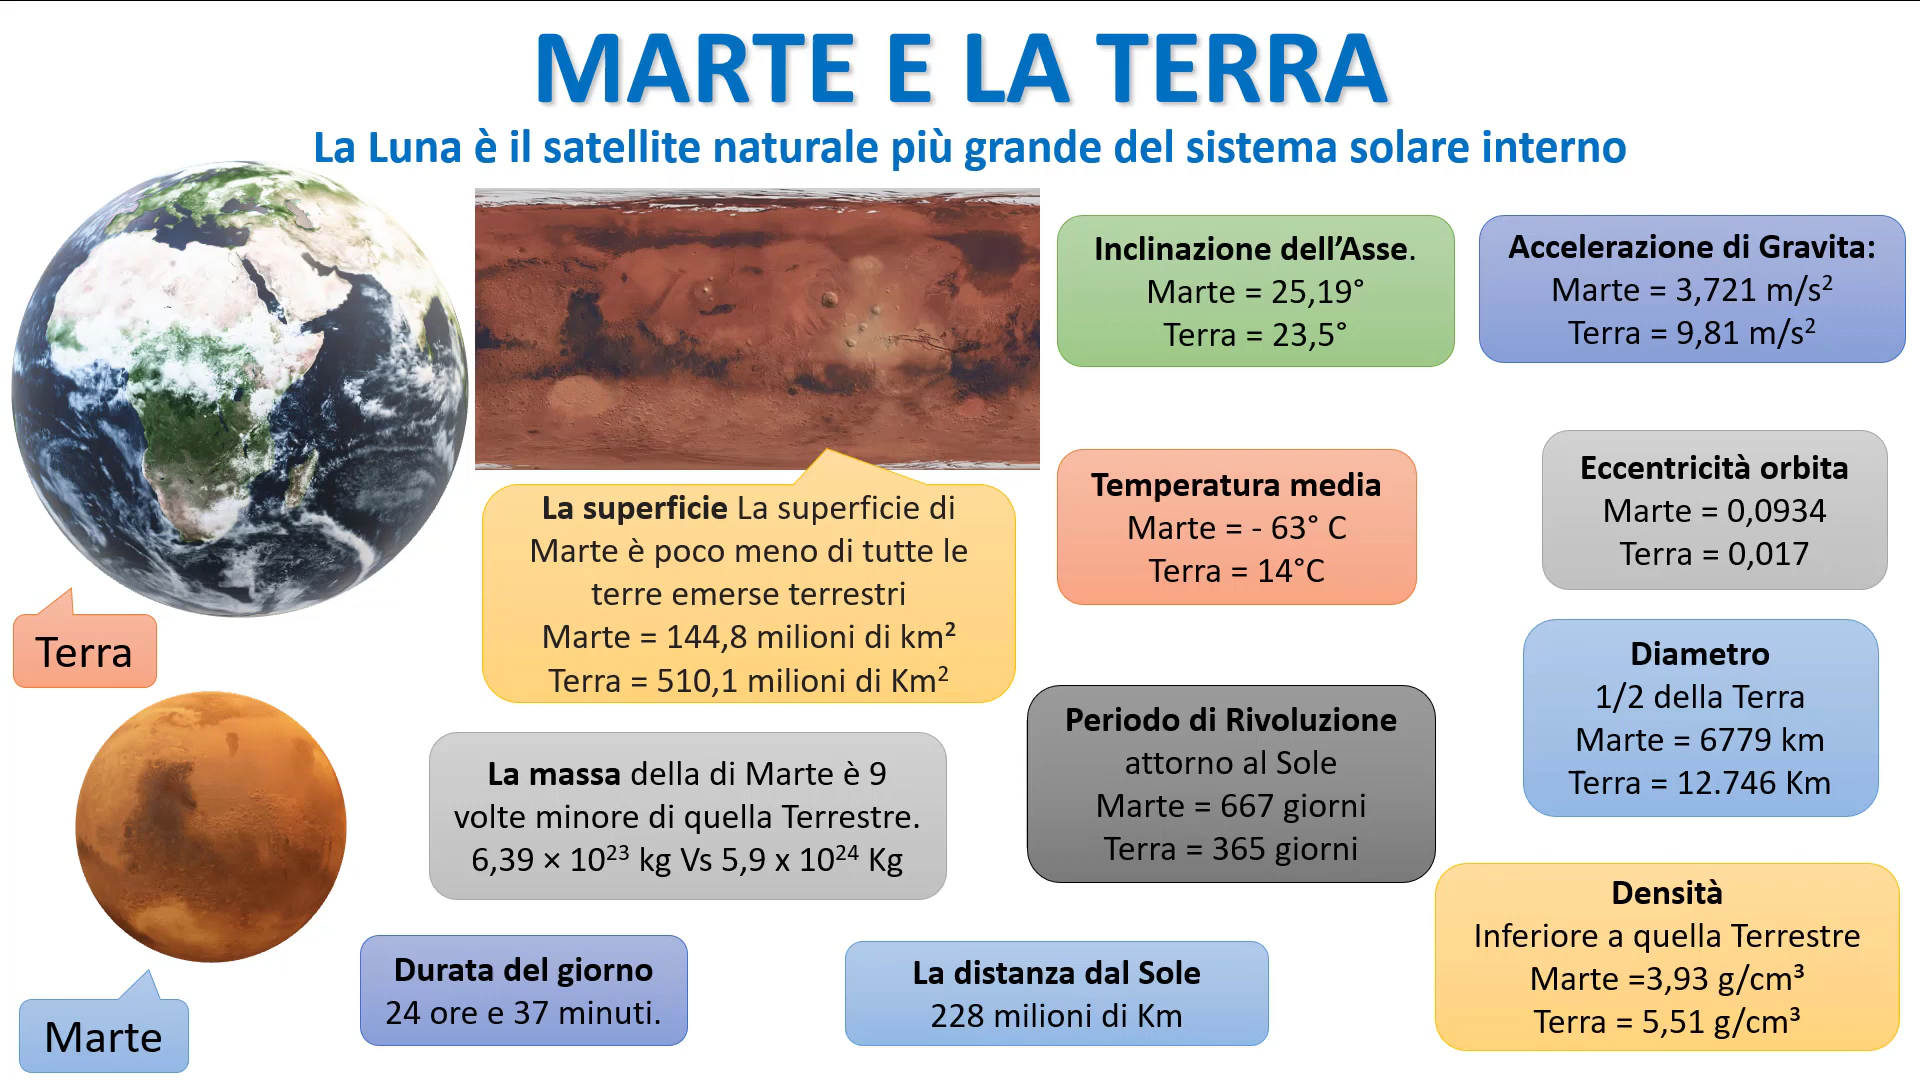 MARTE E LA TERRA
La Luna è il satellite naturale più grande del sistema solare interno
Terra
Marte
La superficie La superficie di
Marte è poco meno di tutte le
terre emerse terrestri
Marte = 144,8 milioni di km²
Terra = 510,1 milioni di Km²
La massa della di Marte è 9
volte minore di quella Terrestre.
6,39 × 10²³ kg Vs 5,9 x 10²⁴ Kg
Durata del giorno
24 ore e 37 minuti.
Inclinazione dell’Asse.
Marte = 25,19°
Terra = 23,5°
Accelerazione di Gravita:
Marte = 3,721 m/s²
Terra = 9,81 m/s²
Temperatura media
Marte = - 63° C
Terra = 14°C
Eccentricità orbita
Marte = 0,0934
Terra = 0,017
Periodo di Rivoluzione
attorno al Sole
Marte = 667 giorni
Terra = 365 giorni
Diametro
1/2 della Terra
Marte = 6779 km
Terra = 12.746 Km
La distanza dal Sole
228 milioni di Km
Densità
Inferiore a quella Terrestre
Marte =3,93 g/cm³
Terra = 5,51 g/cm³